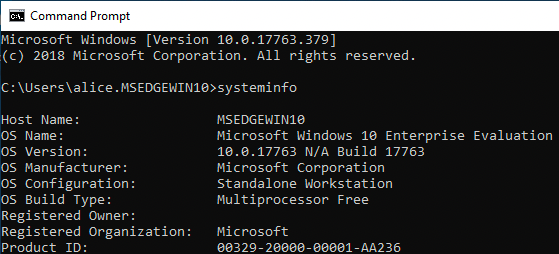 Command Prompt
Microsoft Windows [Version 10.0.17763.379]
(c) 2018 Microsoft Corporation. All rights reserved.
C:\Users\alice.MSEDGEWIN10>systeminfo
Host Name: MSEDGEWIN10
OS Name: Microsoft Windows 10 Enterprise Evaluation
OS Version: 10.0.17763 N/A Build 17763
OS Manufacturer: Microsoft Corporation
OS Configuration: Standalone Workstation
OS Build Type: Multiprocessor Free
Registered Owner:
Registered Organization: Microsoft
Product ID: 00329-20000-00001-AA236